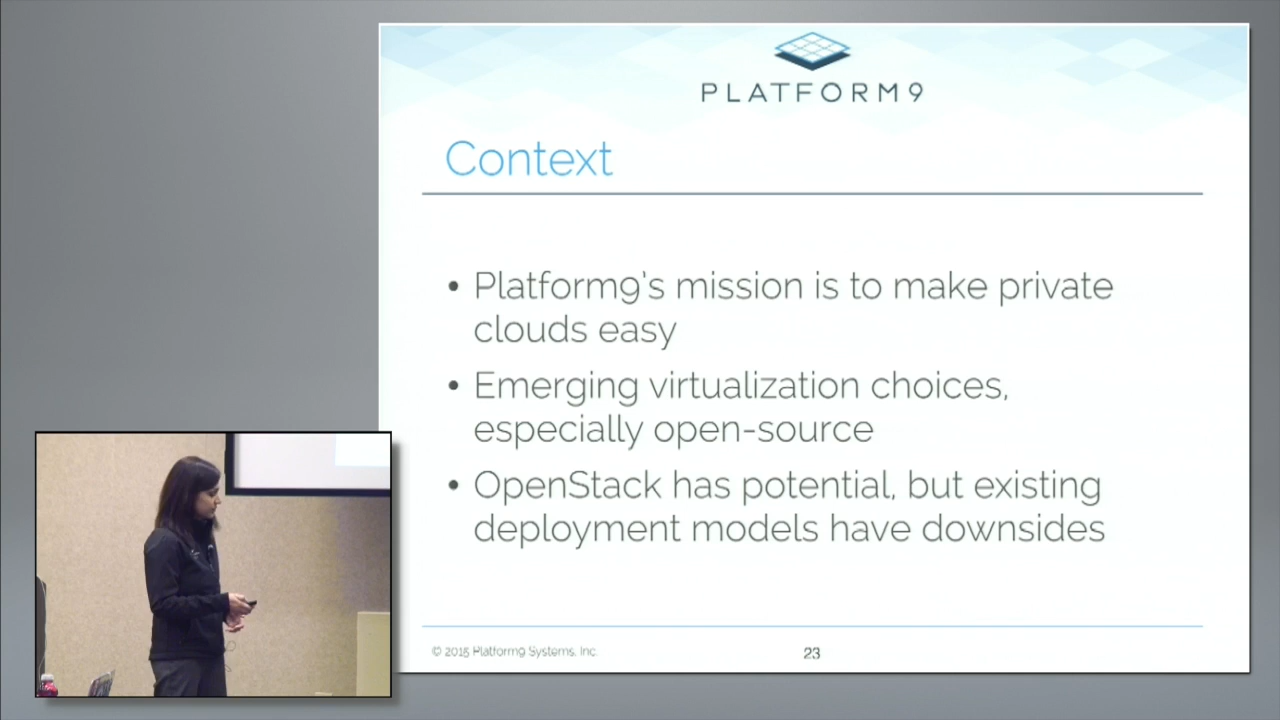 PLATFORM9
Context
• Platform9's mission is to make private
clouds easy
• Emerging virtualization choices,
especially open-source
• OpenStack has potential, but existing
deployment models have downsides
© 2015 Platform9 Systems, Inc.
23